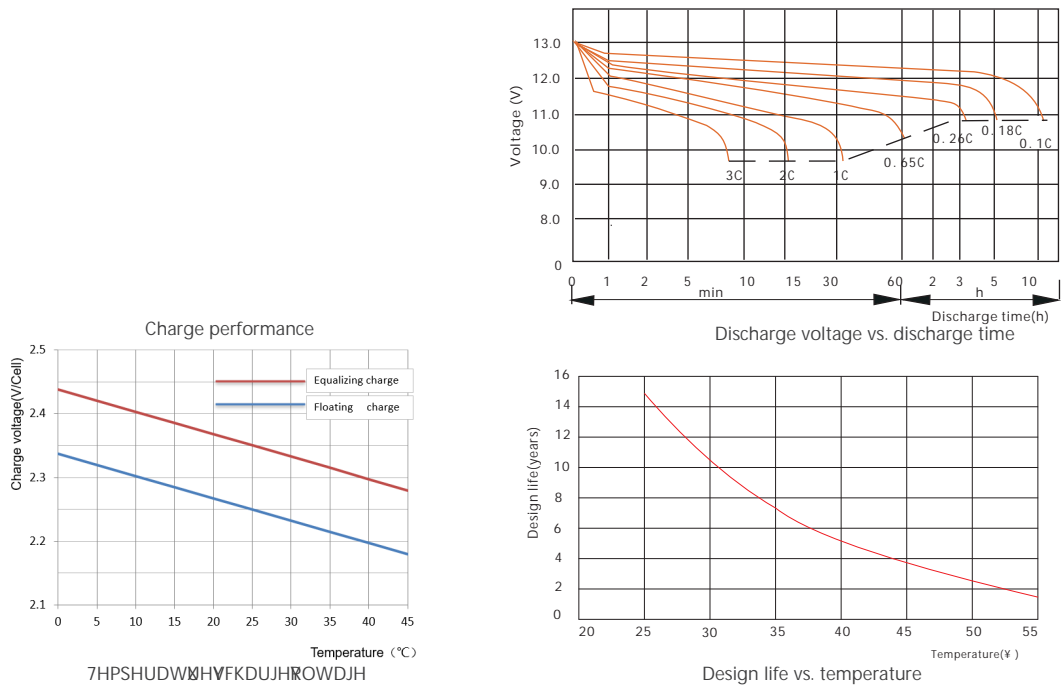 13.0
12.0
11.0
10.0
9.0
8.0
0
Voltage (V)
3C
2C
1C
0.65C
0.26C
0.18C
0.1C
0 1 2 5 10 15 30 60 2 3 5 10
min
h
Discharge time(h)
Discharge voltage vs. discharge time
Charge performance
2.5
2.4
2.3
2.2
2.1
Charge voltage(V/Cell)
Equalizing charge
Floating charge
0 5 10 15 20 25 30 35 40 45
Temperature（℃）
16
14
12
10
8
6
4
2
0
Design life(years)
20 25 30 35 40 45 50 55
Temperature(¥ )
Design life vs. temperature